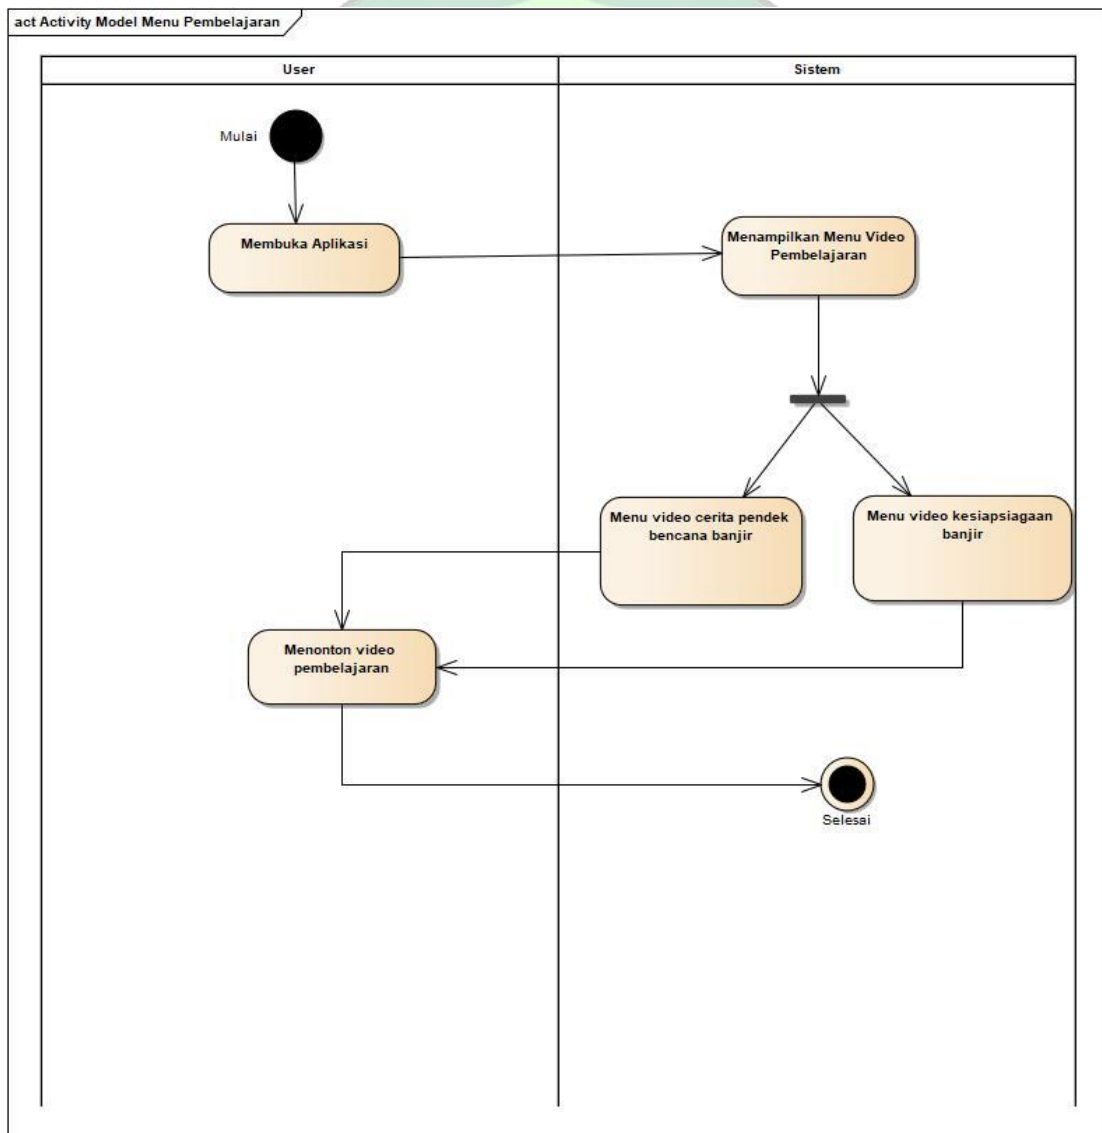 act Activity Model Menu Pembelajaran
User
Sistem
Mulai
Membuka Aplikasi
Menampilkan Menu Video
Pembelajaran
Menu video cerita pendek
bencana banjir
Menu video kesiapsiagaan
banjir
Menonton video
pembelajaran
Selesai